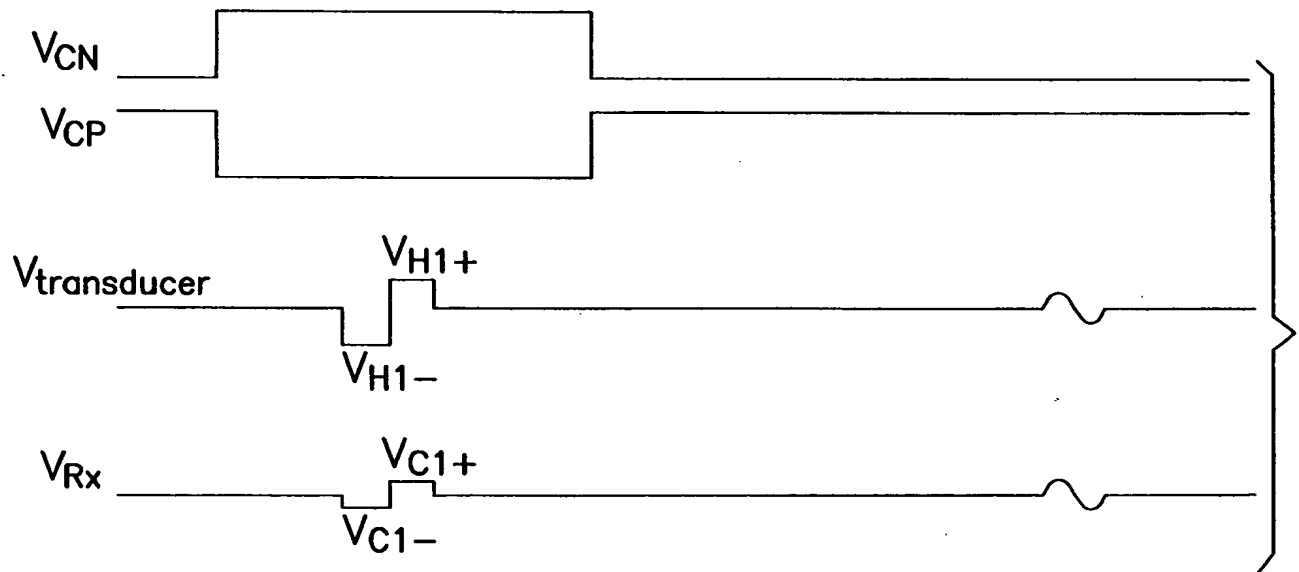 VCN
VCP
Vtransducer
VH1+
VH1-
VRx
VC1+
VC1-